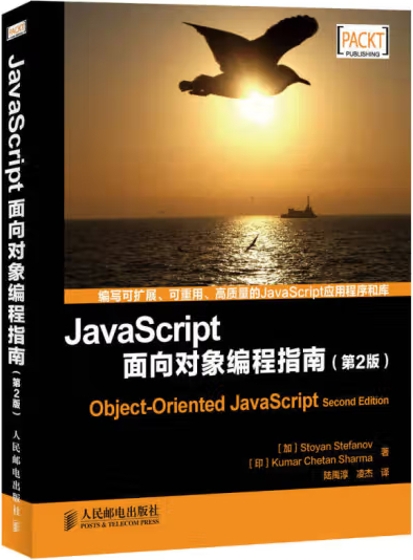 PACKT
PUBLISHING
编写可扩展、可重用、高质量的JavaScript应用程序和库
JavaScript
面向对象编程指南（第2版）
Object-Oriented JavaScript Second Edition
［加］Stoyan Stefanov
［印］Kumar Chetan Sharma 著
陆禹淳 凌杰 译
人民邮电出版社
POSTS & TELECOM PRESS
JavaScript 面向对象编程指南（第2版）
人民邮电出版社